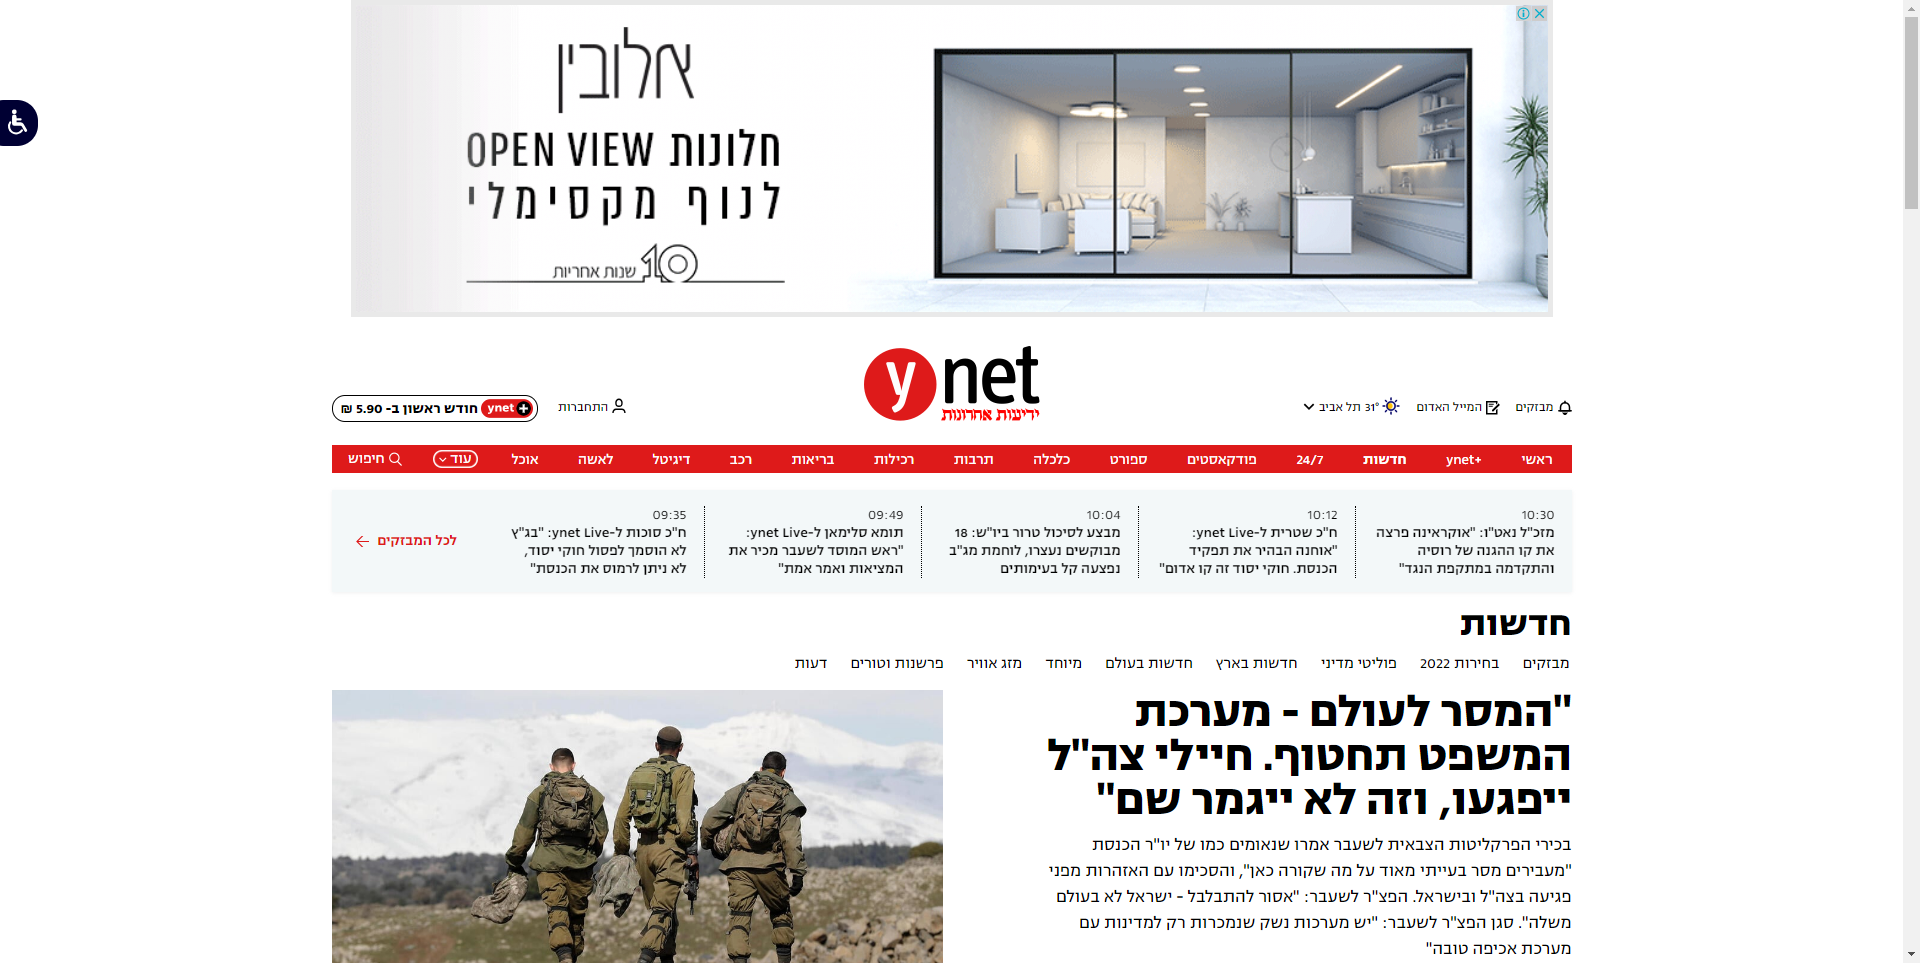 אלובין
חלונות OPEN VIEW
לנוף מקסימלי
10 שנות אחריות
ynet
ידיעות אחרונות
מבזקים
המייל האדום
31° תל אביב
התחברות
ynet+ חודש ראשון ב- 5.90 ₪
ראשי
ynet+
חדשות
24/7
פודקאסטים
ספורט
כלכלה
תרבות
רכילות
בריאות
רכב
דיגיטל
לאשה
אוכל
עוד
חיפוש
10:30
מזכ"ל נאט"ו: "אוקראינה פרצה
את קו ההגנה של רוסיה
והתקדמה במתקפת הנגד"
10:12
ח"כ שטרית ל-ynet Live:
"אוחנה הבהיר את תפקיד
הכנסת. חוקי יסוד זה קו אדום"
10:04
מבצע לסיכול טרור ביו"ש: 18
מבוקשים נעצרו, לוחמת מג"ב
נפצעה קל בעימותים
09:49
תומא סלימאן ל-ynet Live:
"ראש המוסד לשעבר מכיר את
המציאות ואמר אמת"
09:35
ח"כ סוכות ל-ynet Live: "בג"ץ
לא הוסמך לפסול חוקי יסוד,
לא ניתן לרמוס את הכנסת"
לכל המבזקים
חדשות
מבזקים
בחירות 2022
פוליטי מדיני
חדשות בארץ
חדשות בעולם
מיוחד
מזג אוויר
פרשנות וטורים
דעות
"המסר לעולם - מערכת
המשפט תחטוף. חיילי צה"ל
ייפגעו, וזה לא ייגמר שם"
בכירי הפרקליטות הצבאית לשעבר אמרו שנאומים כמו של יו"ר הכנסת
"מעבירים מסר בעייתי מאוד על מה שקורה כאן", והסכימו עם האזהרות מפני
פגיעה בצה"ל ובישראל. הפצ"ר לשעבר: "אסור להתבלבל - ישראל לא בעולם
משלה". סגן הפצ"ר לשעבר: "יש מערכות נשק שנמכרות רק למדינות עם
מערכת אכיפה טובה"